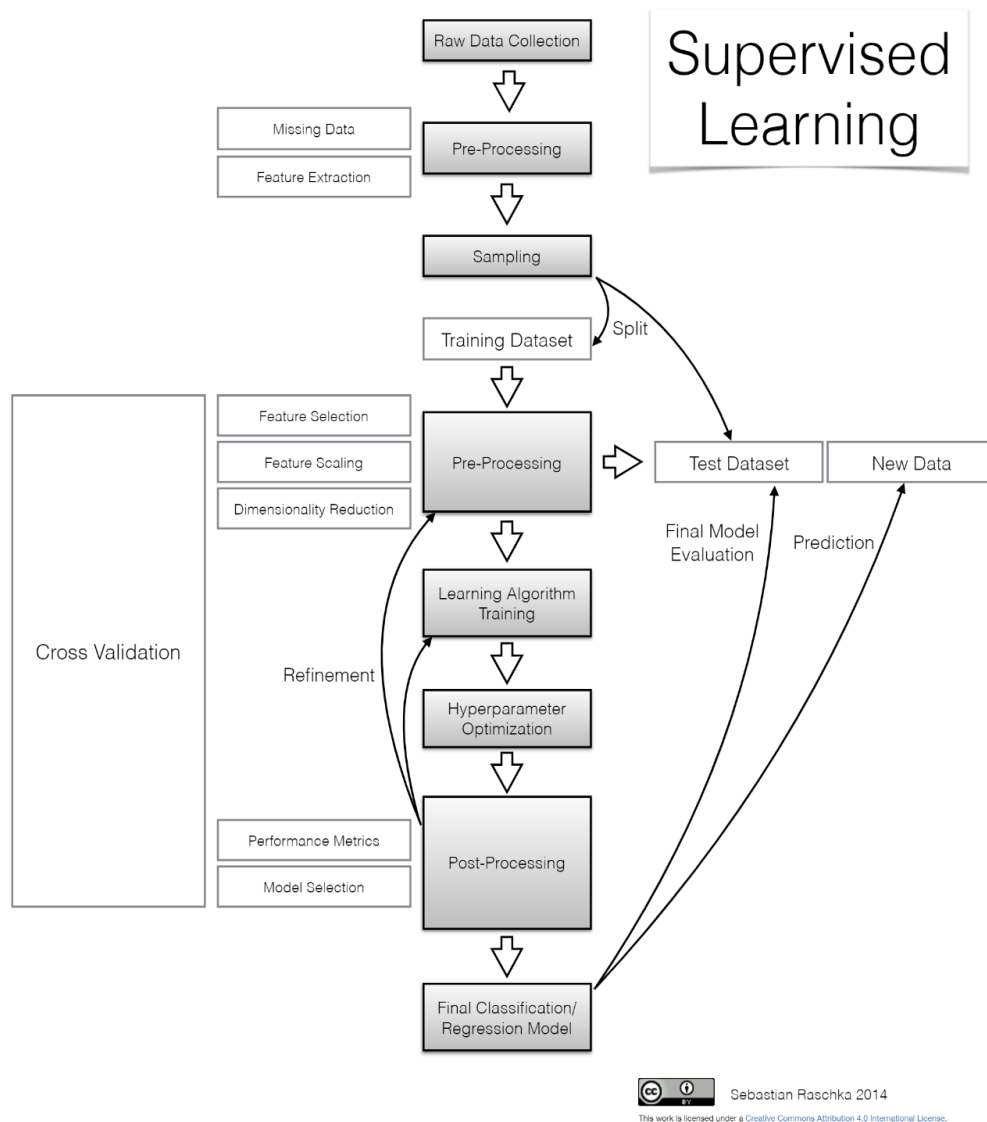 Supervised
Learning
Raw Data Collection
Missing Data
Feature Extraction
Pre-Processing
Sampling
Split
Training Dataset
Cross Validation
Feature Selection
Feature Scaling
Dimensionality Reduction
Pre-Processing
Test Dataset
New Data
Final Model
Evaluation
Prediction
Learning Algorithm
Training
Refinement
Hyperparameter
Optimization
Performance Metrics
Model Selection
Post-Processing
Final Classification/
Regression Model
cc
BY
Sebastian Raschka 2014
This work is licensed under a Creative Commons Attribution 4.0 International License.